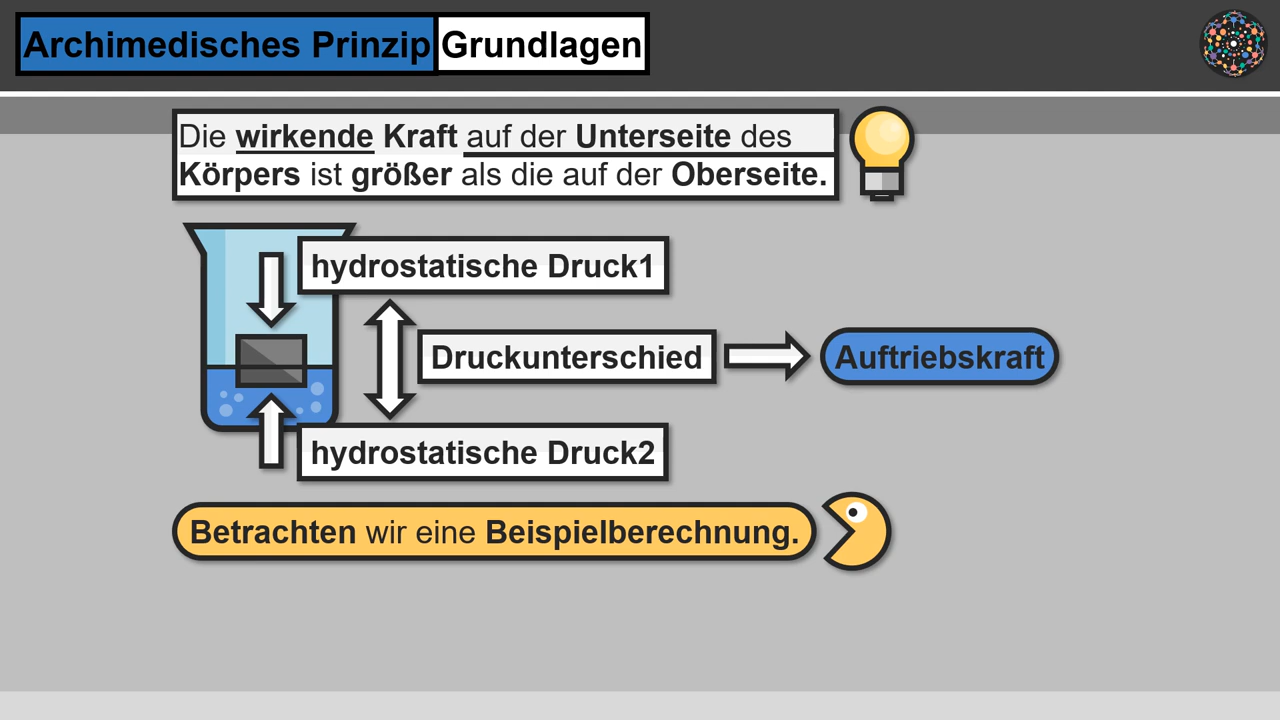 Archimedisches Prinzip Grundlagen
Die wirkende Kraft auf der Unterseite des
Körpers ist größer als die auf der Oberseite.
hydrostatische Druck1
Druckunterschied
Auftriebskraft
hydrostatische Druck2
Betrachten wir eine Beispielberechnung.